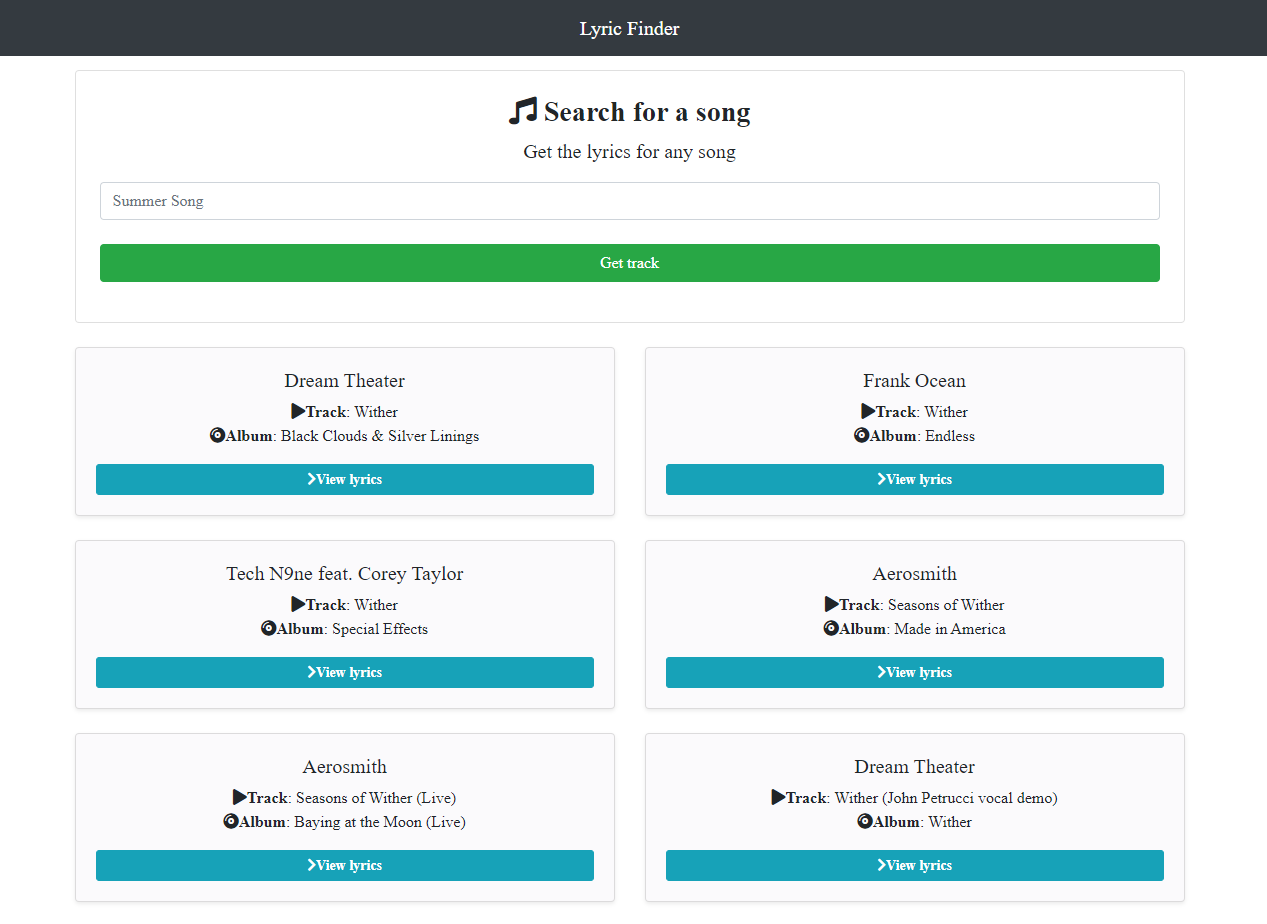 Lyric Finder
Search for a song
Get the lyrics for any song
Summer Song
Get track
Dream Theater
Track: Wither
Album: Black Clouds & Silver Linings
View lyrics
Frank Ocean
Track: Wither
Album: Endless
View lyrics
Tech N9ne feat. Corey Taylor
Track: Wither
Album: Special Effects
View lyrics
Aerosmith
Track: Seasons of Wither
Album: Made in America
View lyrics
Aerosmith
Track: Seasons of Wither (Live)
Album: Baying at the Moon (Live)
View lyrics
Dream Theater
Track: Wither (John Petrucci vocal demo)
Album: Wither
View lyrics